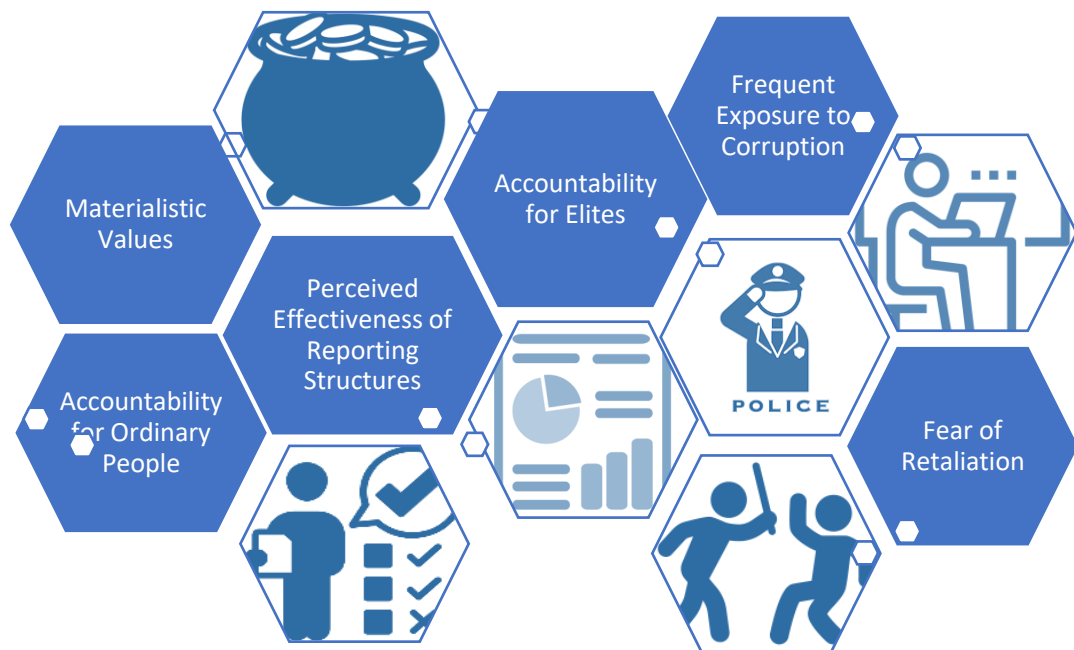 Materialistic
Values
Accountability
for Elites
Frequent
Exposure to
Corruption
Perceived
Effectiveness of
Reporting
Structures
Accountability
for Ordinary
People
POLICE
Fear of
Retaliation